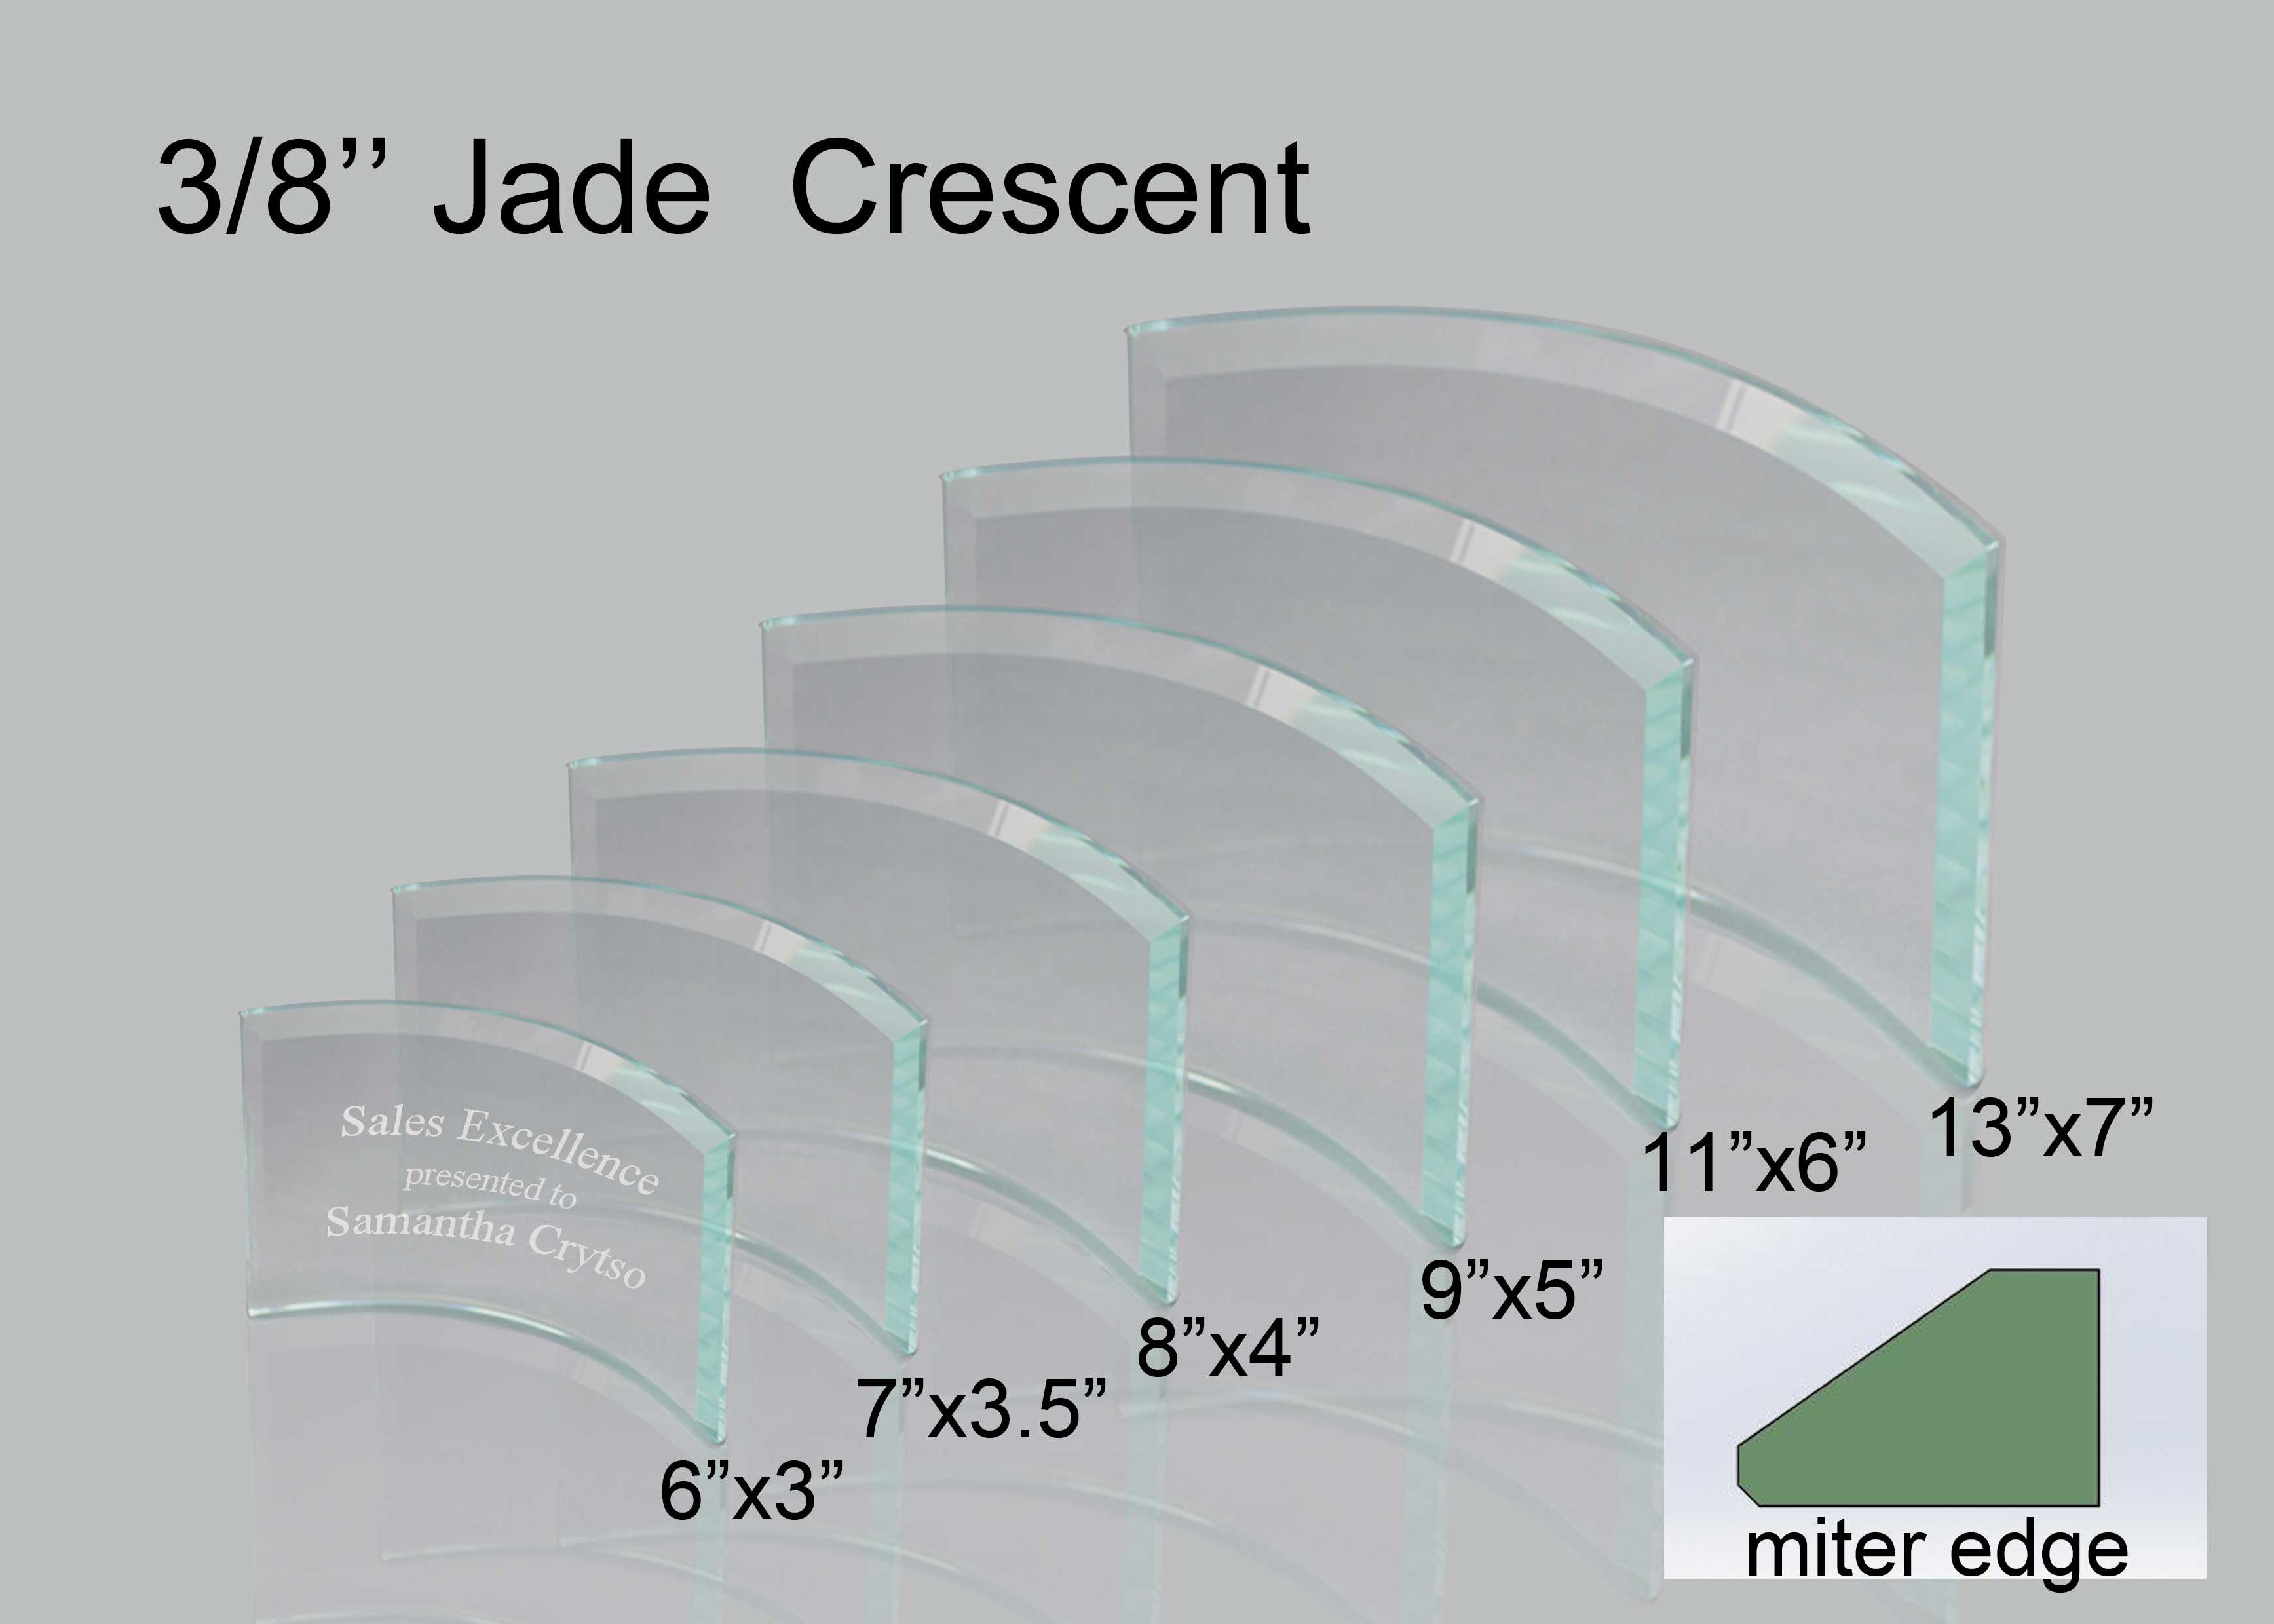 3/8’’ Jade Crescent
Sales Excellence
presented to
Samantha Crytso
6”x3”
7”x3.5”
8”x4”
9”x5”
11”x6”
13”x7”
miter edge